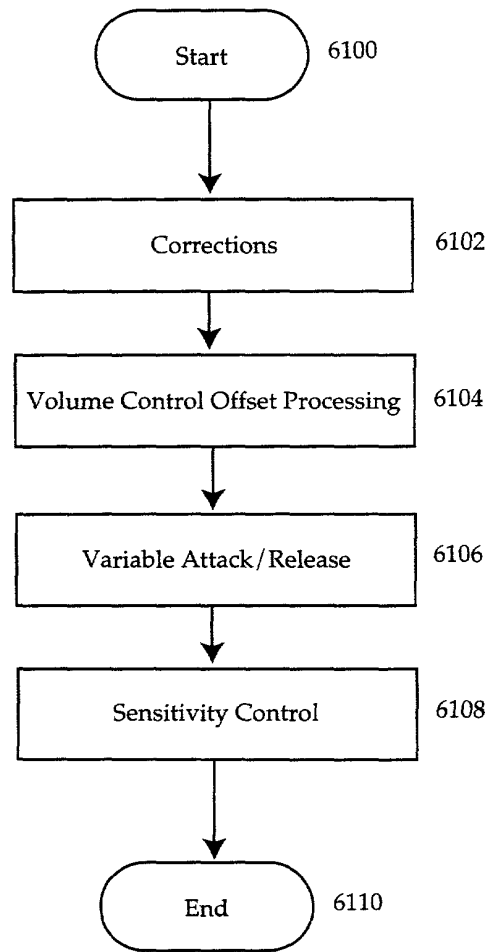 Start 6100
Corrections 6102
Volume Control Offset Processing 6104
Variable Attack/Release 6106
Sensitivity Control 6108
End 6110